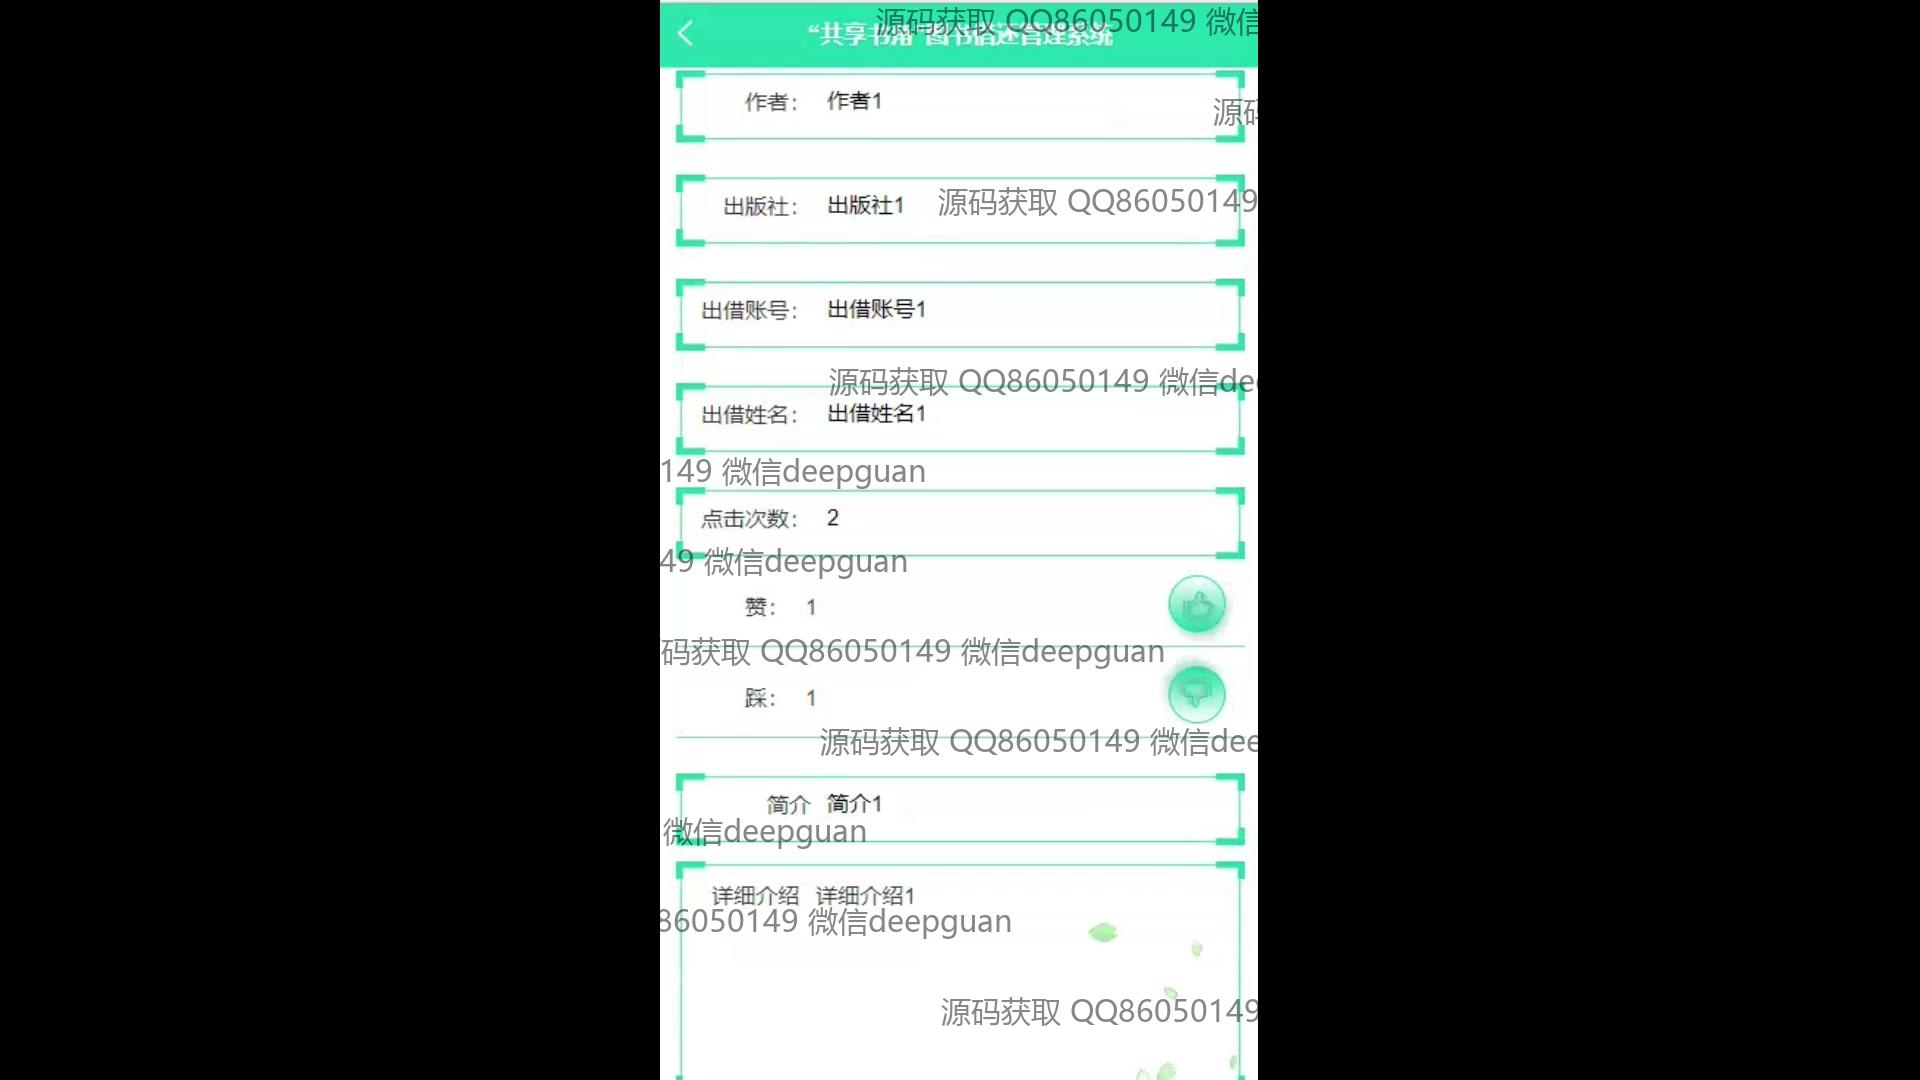 源码获取 QQ86050149 微信
“共享书角”图书借还管理系统
作者： 作者1
源码
出版社： 出版社1
源码获取 QQ86050149
出借账号： 出借账号1
源码获取 QQ86050149 微信dee
出借姓名： 出借姓名1
149 微信deepguan
点击次数： 2
49 微信deepguan
赞： 1
码获取 QQ86050149 微信deepguan
踩： 1
源码获取 QQ86050149 微信dee
简介 简介1
微信deepguan
详细介绍 详细介绍1
86050149 微信deepguan
源码获取 QQ86050149